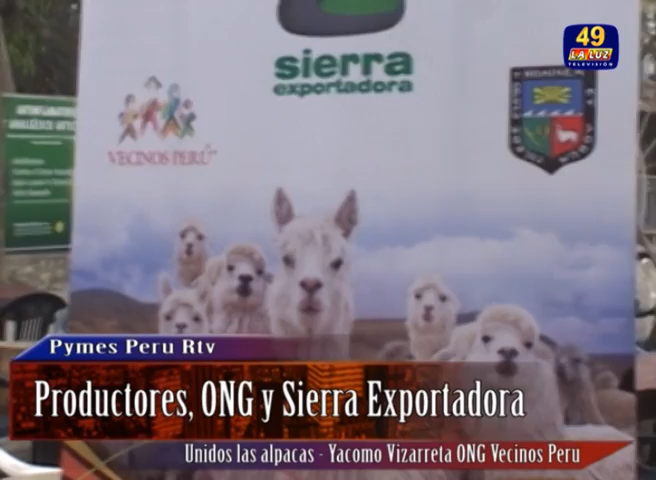 49
LA LUZ
TELEVISIÓN
sierra
exportadora
VECINOS PERÚ
Pymes Peru Rtv
Productores, ONG y Sierra Exportadora
Unidos las alpacas - Yacomo Vizarreta ONG Vecinos Peru